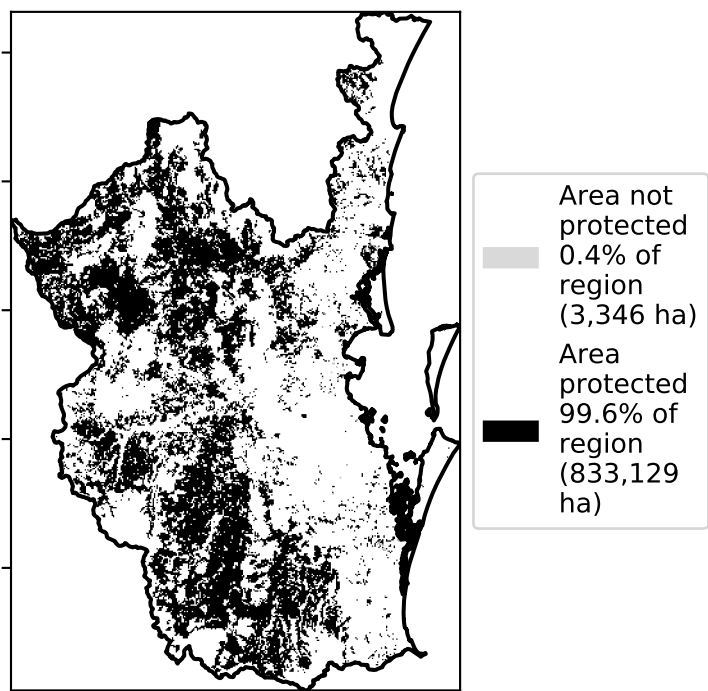 Area not
protected
0.4% of
region
(3,346 ha)
Area
protected
99.6% of
region
(833,129
ha)